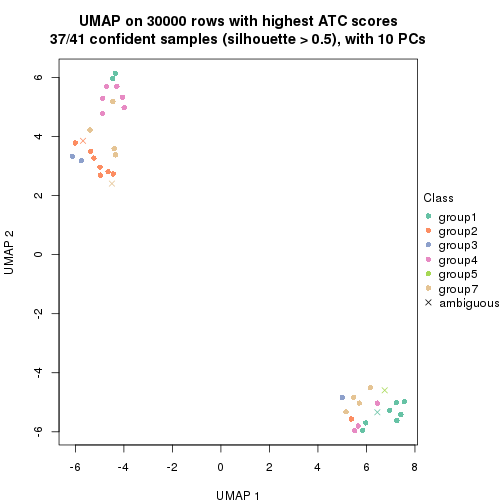 UMAP on 30000 rows with highest ATC scores
37/41 confident samples (silhouette > 0.5), with 10 PCs
UMAP 2
6
4
2
0
-2
-4
-6
-6
-4
-2
0
2
4
6
8
UMAP 1
Class
group1
group2
group3
group4
group5
group7
ambiguous